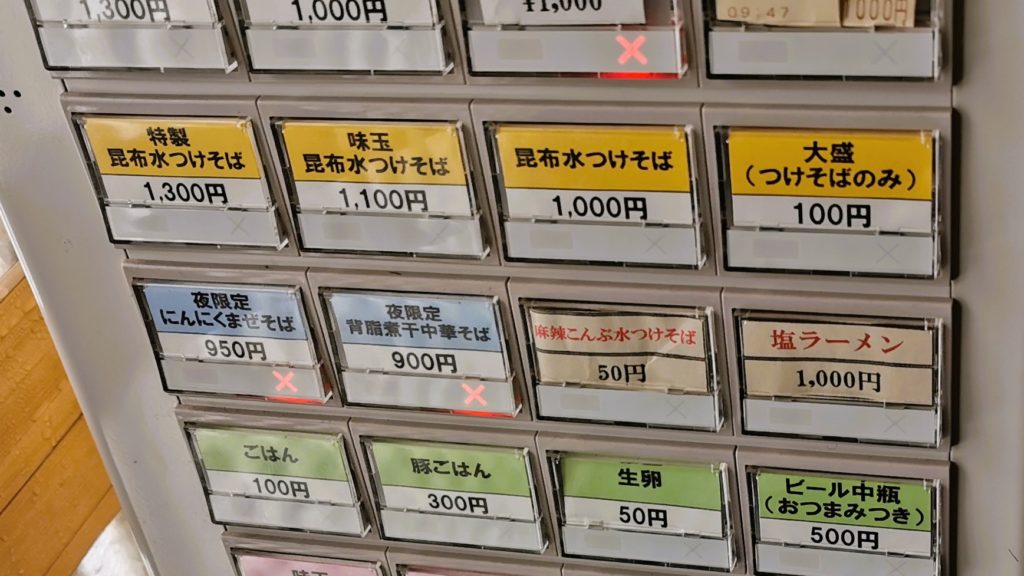 1,300円
1,000円
¥1,000
09:47
000円
特製
昆布水つけそば
1,300円
味玉
昆布水つけそば
1,100円
昆布水つけそば
1,000円
大盛
(つけそばのみ)
100円
夜限定
にんにくまぜそば
950円
夜限定
背脂煮干中華そば
900円
麻辣こんぶ水つけそば
50円
塩ラーメン
1,000円
ごはん
100円
豚ごはん
300円
生卵
50円
ビール中瓶
(おつまみつき)
500円
味玉